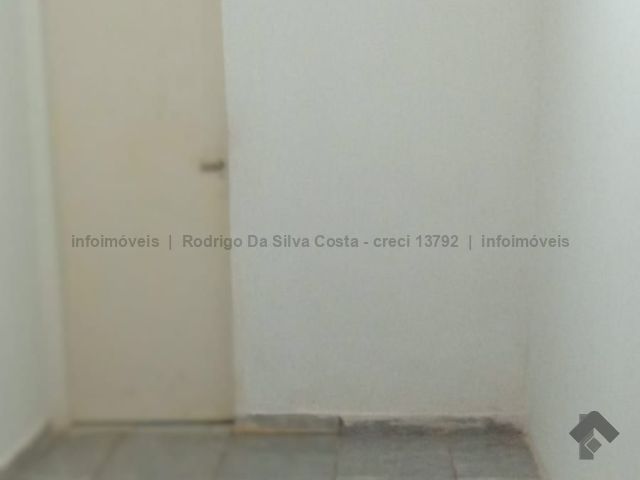 infoimóveis | Rodrigo Da Silva Costa - creci 13792 | infoimóveis